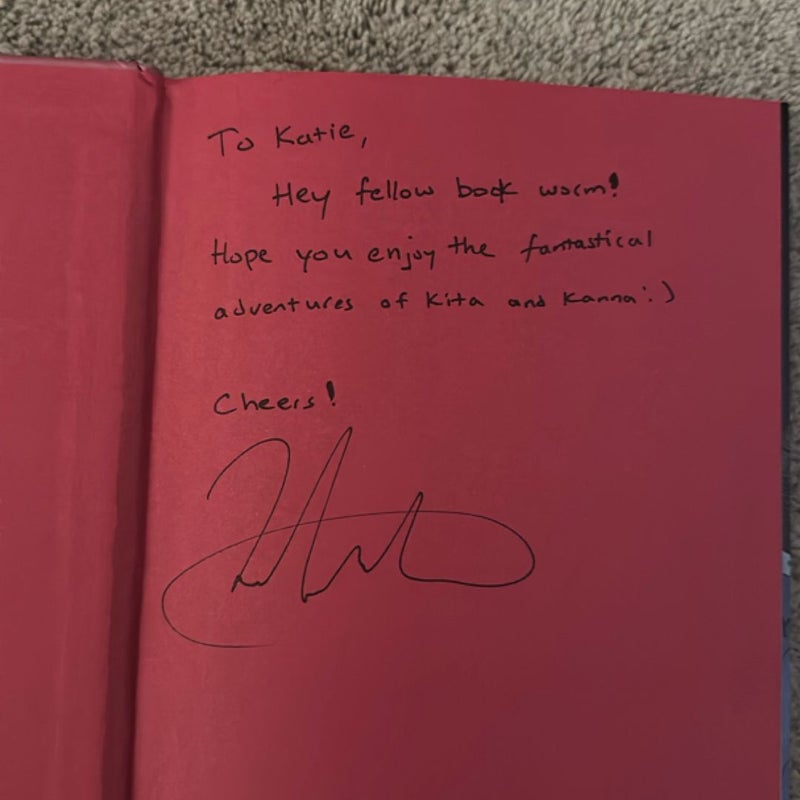 To Katie,
Hey fellow book worm!
Hope you enjoy the fantastical
adventures of Kita and Kanna :)
Cheers!